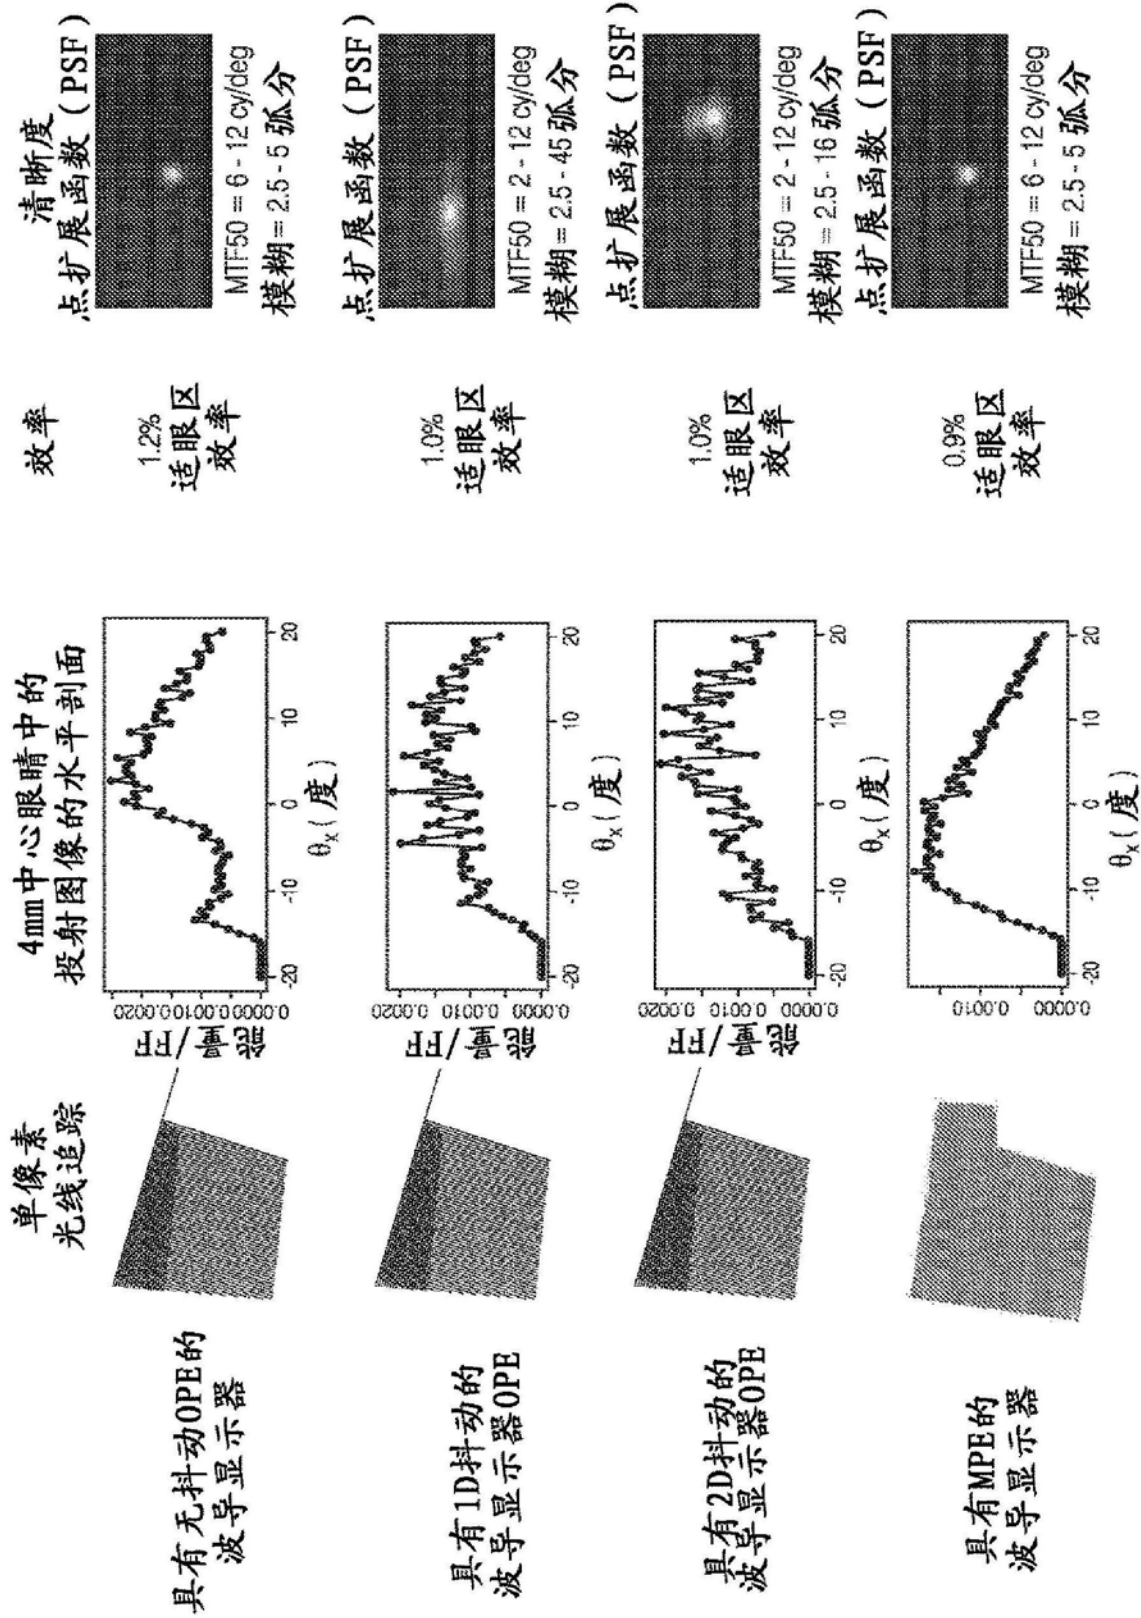 单像素
光线追踪
4mm中心眼睛中的
投射图像的水平剖面
效率
清晰度
点扩展函数(PSF)
具有无抖动OPE的
波导显示器
能量/FF
0.0000
0.0010
0.0020
-20
-10
0
10
20
θx(度)
1.2%
适眼区
效率
MTF50 = 6 - 12 cy/deg
模糊= 2.5 - 5 弧分
具有1D抖动的
波导显示器OPE
能量/FF
0.0000
0.0010
0.0020
-20
-10
0
10
20
θx(度)
1.0%
适眼区
效率
点扩展函数(PSF)
MTF50 = 2 - 12 cy/deg
模糊= 2.5 - 45 弧分
具有2D抖动的
波导显示器OPE
能量/FF
0.0000
0.0010
0.0020
-20
-10
0
10
20
θx(度)
1.0%
适眼区
效率
点扩展函数(PSF)
MTF50 = 2 - 12 cy/deg
模糊= 2.5 - 16 弧分
具有MPE的
波导显示器
0.0000
0.0010
-20
-10
0
10
20
θx(度)
0.9%
适眼区
效率
点扩展函数(PSF)
MTF50 = 6 - 12 cy/deg
模糊= 2.5 - 5 弧分